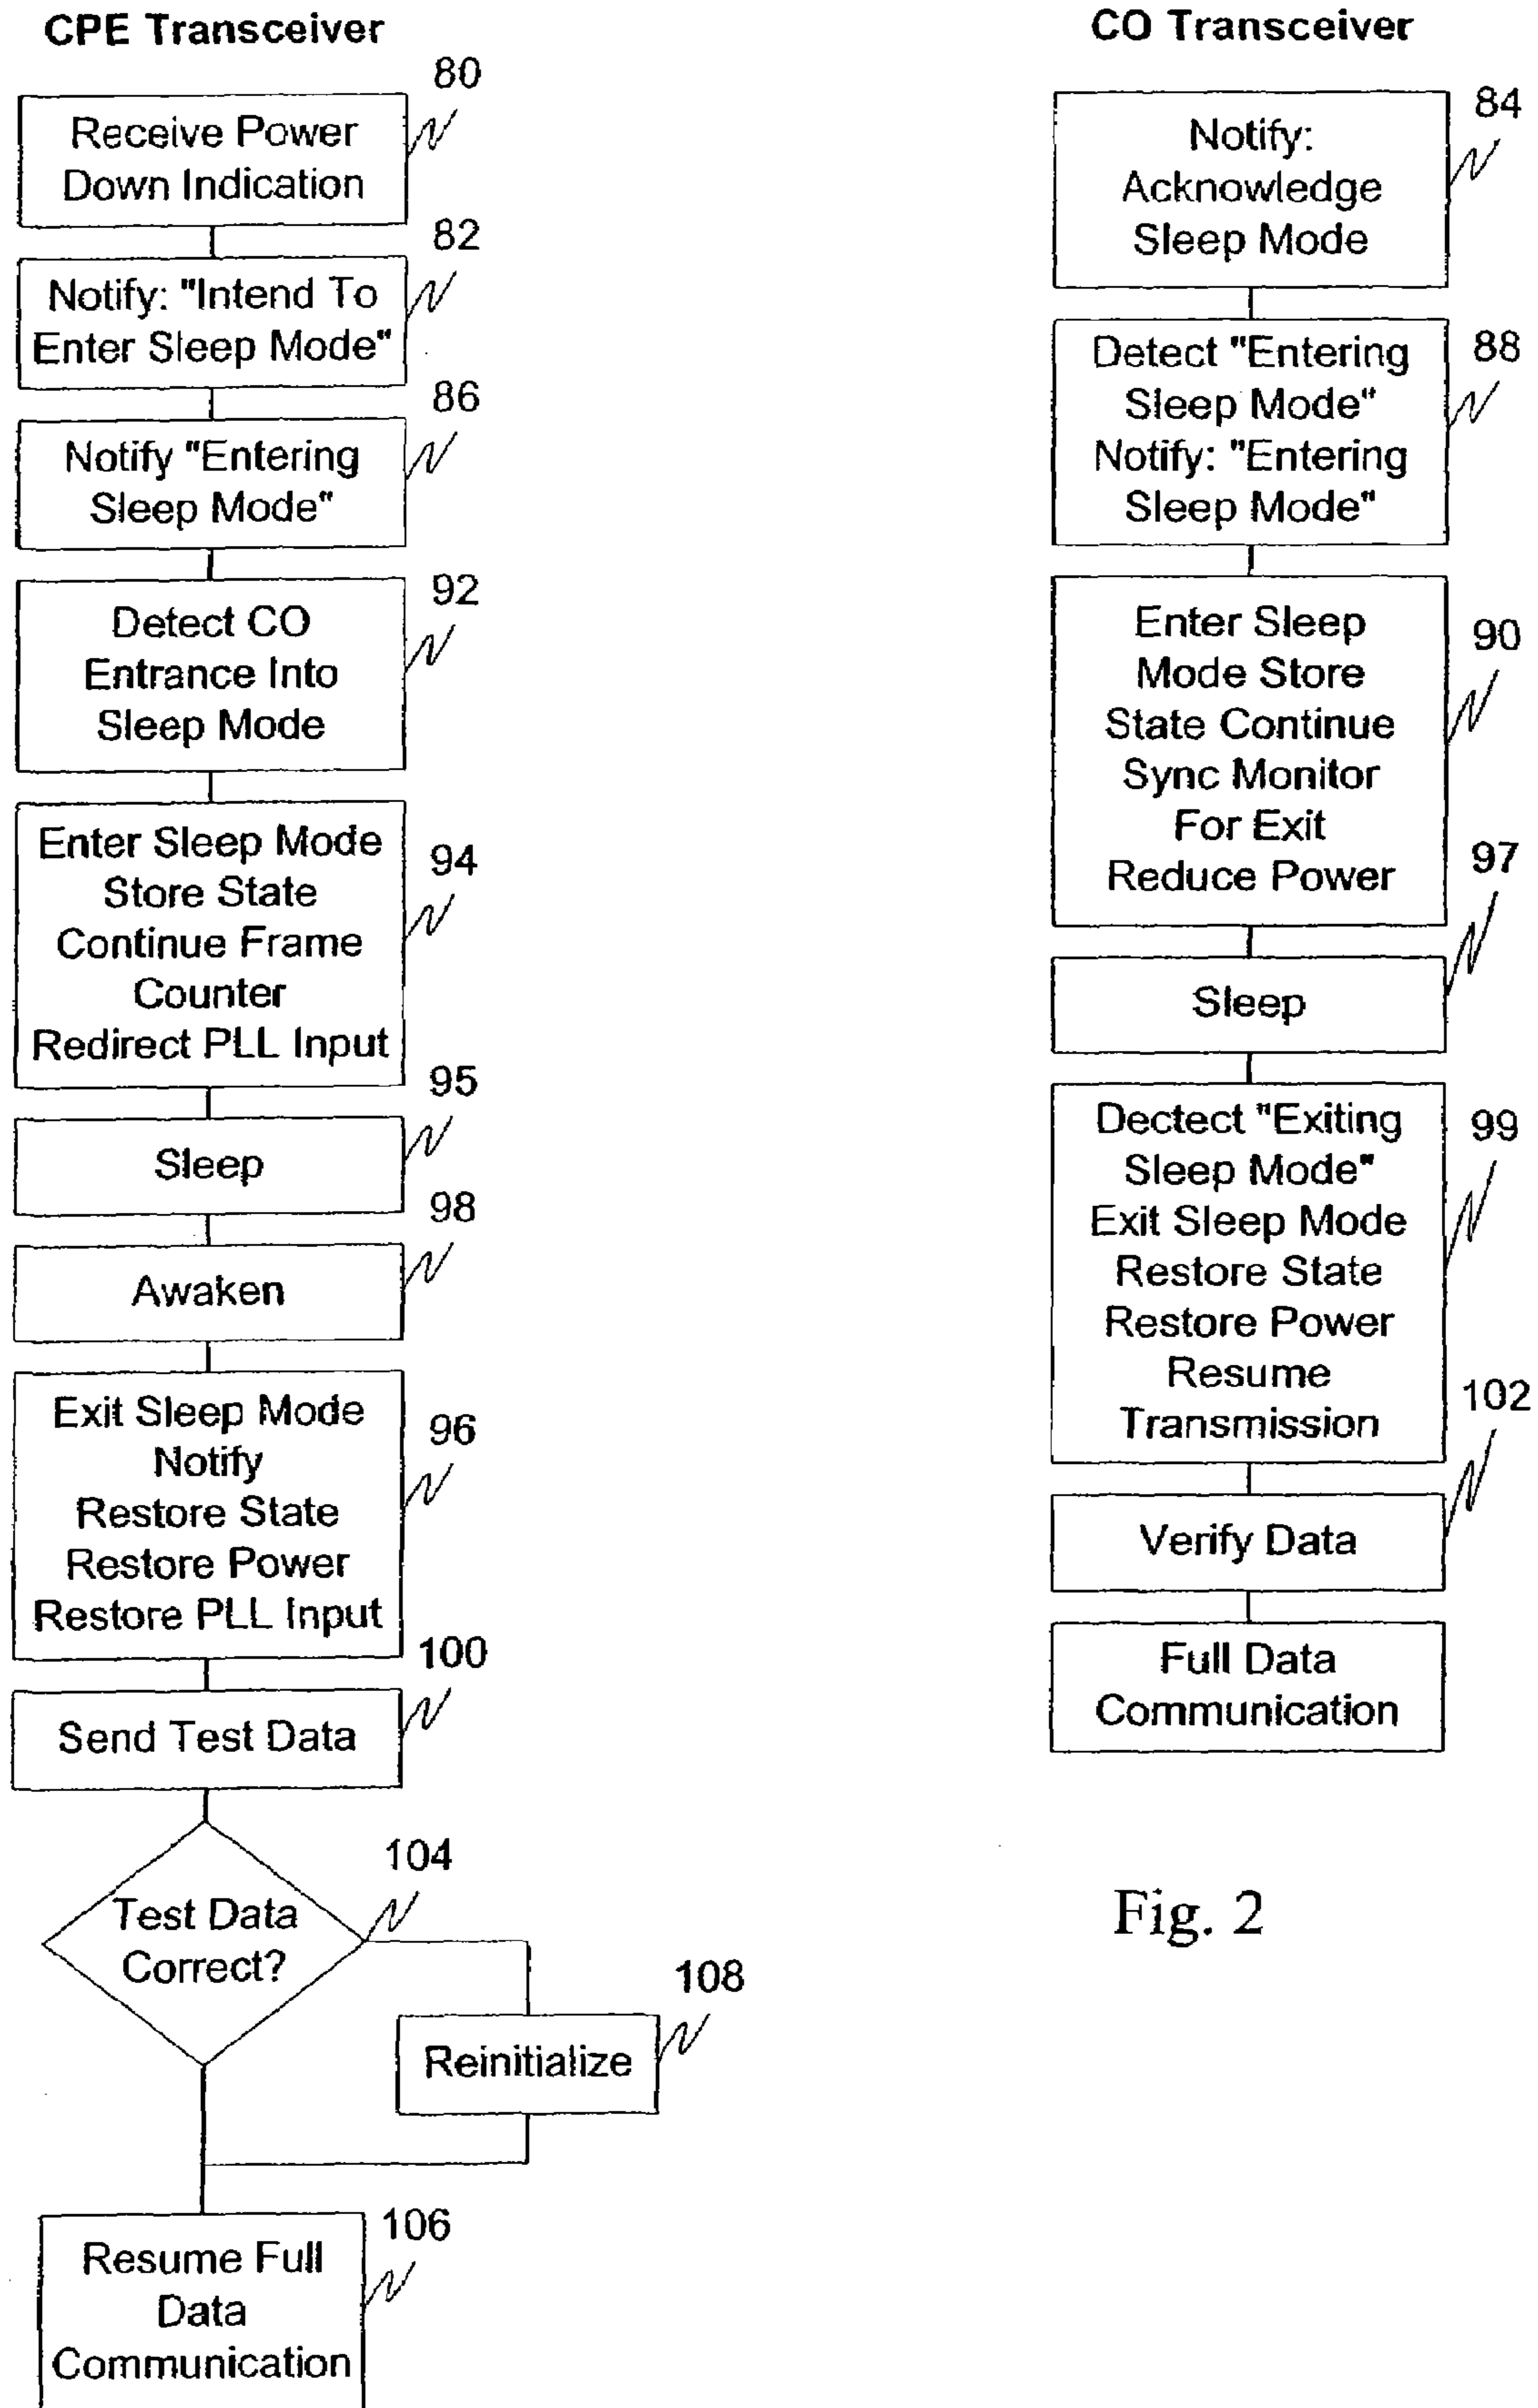 CPE Transceiver
80
Receive Power
Down Indication
82
Notify: "Intend To
Enter Sleep Mode"
86
Notify "Entering
Sleep Mode"
92
Detect CO
Entrance Into
Sleep Mode
94
Enter Sleep Mode
Store State
Continue Frame
Counter
Redirect PLL Input
95
Sleep
98
Awaken
96
Exit Sleep Mode
Notify
Restore State
Restore Power
Restore PLL Input
100
Send Test Data
104
Test Data
Correct?
108
Reinitialize
106
Resume Full
Data
Communication
CO Transceiver
84
Notify:
Acknowledge
Sleep Mode
88
Detect "Entering
Sleep Mode"
Notify: "Entering
Sleep Mode"
90
Enter Sleep
Mode Store
State Continue
Sync Monitor
For Exit
Reduce Power
97
Sleep
99
Dectect "Exiting
Sleep Mode"
Exit Sleep Mode
Restore State
Restore Power
Resume
Transmission
102
Verify Data
Full Data
Communication
Fig. 2